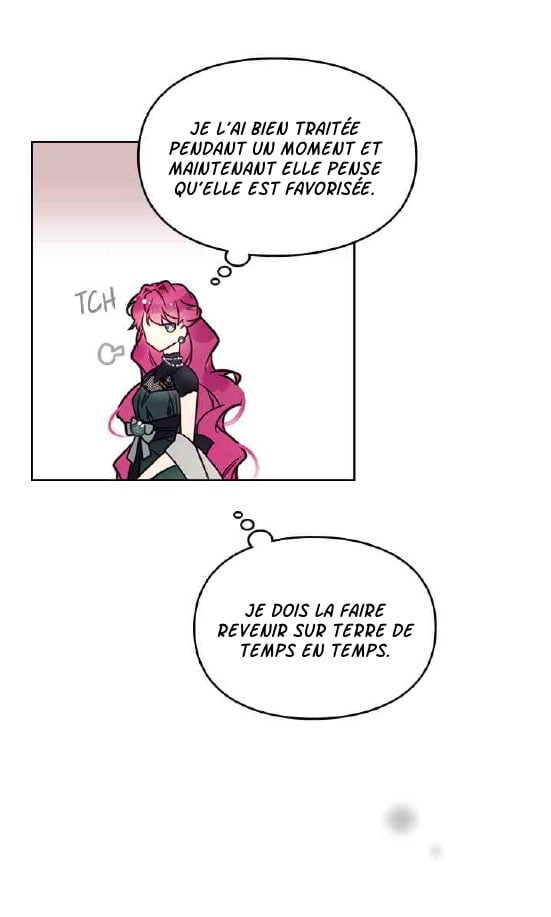 JE L'AI BIEN TRAITÉE
PENDANT UN MOMENT ET
MAINTENANT ELLE PENSE
QU'ELLE EST FAVORISÉE.
TCH
JE DOIS LA FAIRE
REVENIR SUR TERRE DE
TEMPS EN TEMPS.